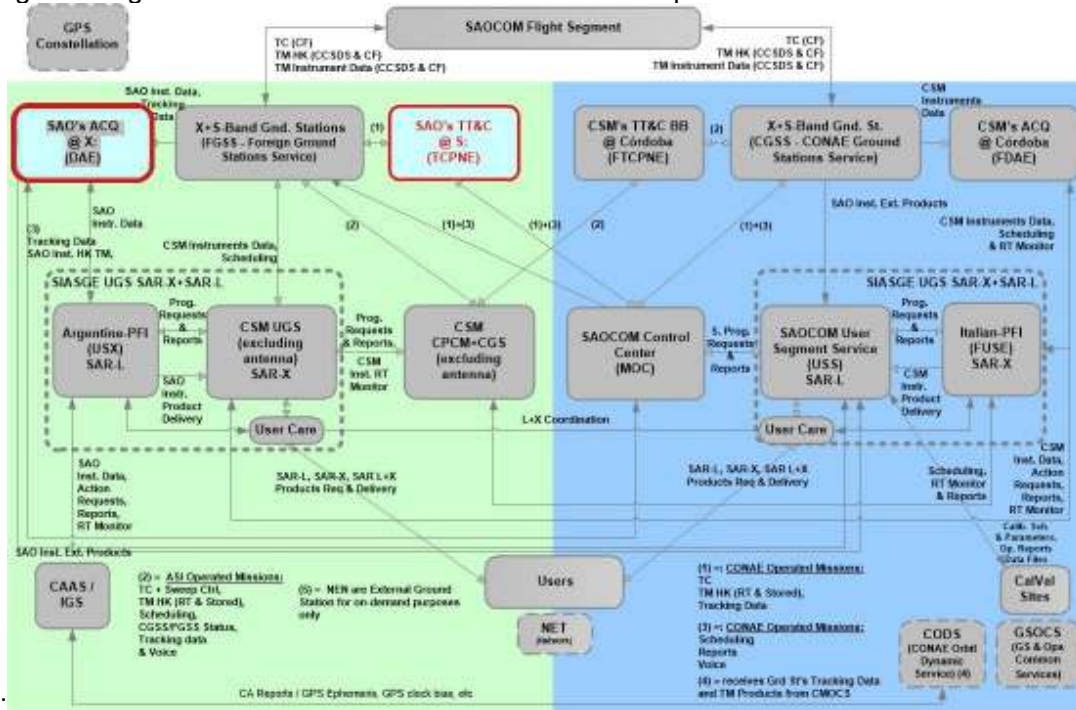 GPS
Constellation
SAOCOM Flight Segment
TC (CF)
TM HK (CCSDS & CF)
TM Instrument Data (CCSDS & CF)
TC (CF)
TM HK (CCSDS & CF)
TM Instrument Data (CCSDS & CF)
SAO Inst. Data,
Tracking
Data
CSM
Instruments
Data
SAO's ACQ
@ X:
(DAE)
X+S-Band Gnd. Stations
(FGSS - Foreign Ground
Stations Service)
(1)
SAO's TT&C
@ S:
(TCPNE)
CSM's TT&C BB
@ Córdoba
(FTCPNE)
(2)
X+S-Band Gnd. St.
(CGSS - CONAE Ground
Stations Service)
CSM's ACQ
@ Córdoba
(FDAE)
SAO
Instr. Data
SAO Inst. Ext. Products
(3)
Tracking Data
SAO Inst. HK TM,
CSM Instruments Data,
Scheduling
(2)
(1)+(3)
(1)+(3)
(2)
(1)+(3)
CSM Instruments Data,
Scheduling
& RT Monitor
SIASGE UGS SAR-X+SAR-L
SIASGE UGS SAR-X+SAR-L
Argentine-PFI
(USX)
SAR-L
Prog.
Requests
&
Reports
SAO
Instr.
Product
Delivery
CSM UGS
(excluding
antenna)
SAR-X
Prog.
Requests
& Reports,
CSM
Inst. RT
Monitor
CSM
CPCM+CGS
(excluding
antenna)
SAOCOM Control
Center
(MOC)
S. Prog.
Requests
&
Reports
SAOCOM User
Segment Service
(USS)
SAR-L
Prog.
Requests
&
Reports
CSM
Instr.
Product
Delivery
Italian-PFI
(FUSE)
SAR-X
User Care
L+X Coordination
User Care
SAO
Inst. Data,
Action
Requests,
Reports,
RT Monitor
SAR-L, SAR-X, SAR L+X
Products Req & Delivery
SAR-L, SAR-X, SAR L+X
Products Req & Delivery
Scheduling,
RT Monitor
& Reports
CSM
Inst. Data,
Action
Requests,
Reports,
RT Monitor
SAO Inst. Ext. Products
& Parameters,
Op. Reports
Data Files
CAAS /
IGS
(2) = ASI Operated Missions:
TC + Sweep Ctrl,
TM HK (RT & Stored),
Scheduling,
CGSS/FGSS Status,
Tracking data
& Voice
(5) = MEN are External Ground
Station for on-demand purposes
only
Users
NET
(1) =: CONAE Operated Missions:
TC
TM HK (RT & Stored),
Tracking Data
CalVal
Sites
(3) =: CONAE Operated Missions:
Scheduling
Reports
Voice
(4) = receives Grd St's Tracking Data
and TM Products from CMOCS
CODS
(CONAE Orbit
Dynamic
Service) (4)
GSOCS
(GS & Ops
Common
Services)
CA Reports / GPS Ephemeris, GPS clock bias, etc
.